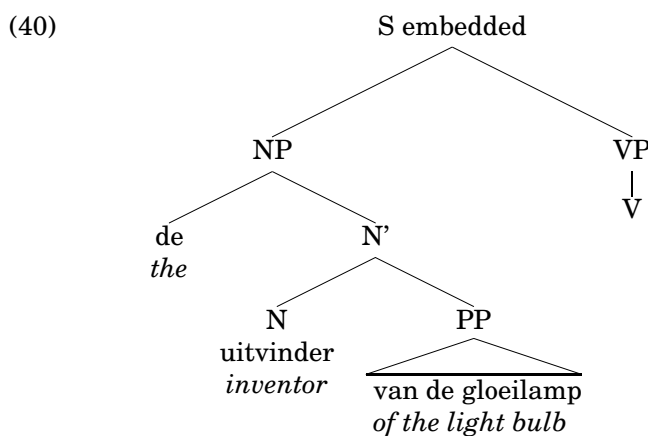 (40) S embedded
NP VP
V
de N’
the
N PP
uitvinder van de gloeilamp
inventor of the light bulb